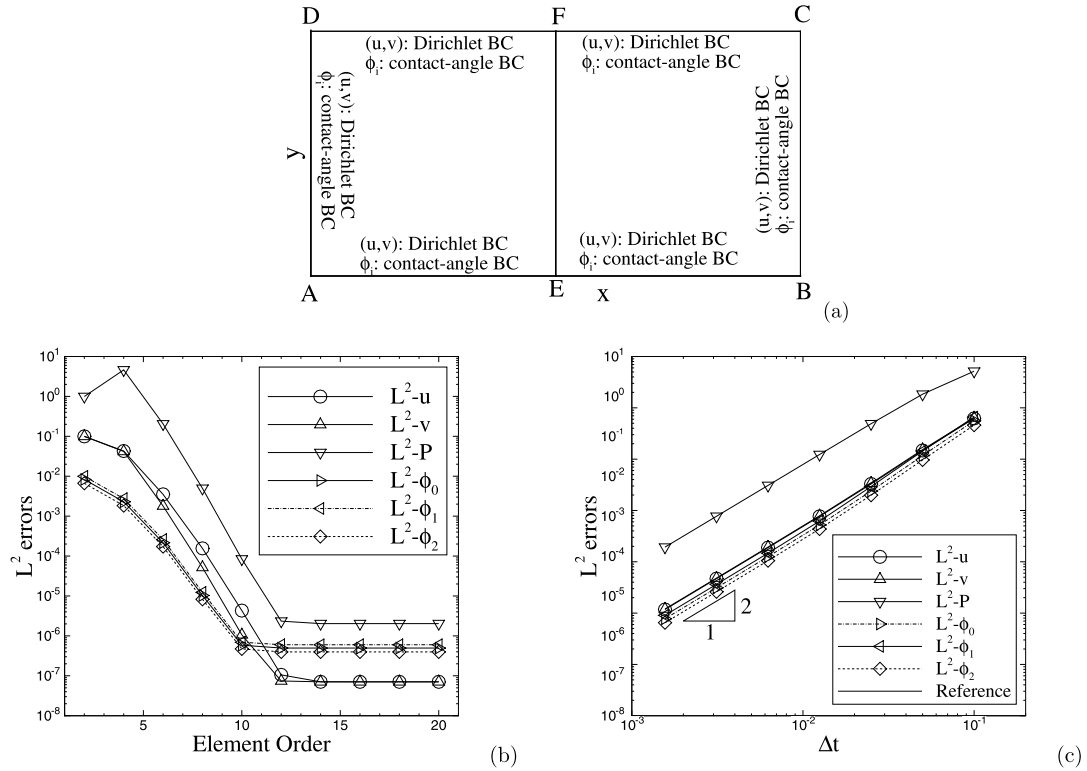 D
F
C
(u,v): Dirichlet BC
ϕi: contact-angle BC
(u,v): Dirichlet BC
ϕi: contact-angle BC
(u,v): Dirichlet BC
ϕi: contact-angle BC
(u,v): Dirichlet BC
ϕi: contact-angle BC
y
(u,v): Dirichlet BC
ϕi: contact-angle BC
(u,v): Dirichlet BC
ϕi: contact-angle BC
A
E
x
B
(a)
10^1
10^0
10^-1
10^-2
10^-3
10^-4
10^-5
10^-6
10^-7
10^-8
L^2 errors
L^2-u
L^2-v
L^2-P
L^2-ϕ0
L^2-ϕ1
L^2-ϕ2
5
10
15
20
Element Order
(b)
10^1
10^0
10^-1
10^-2
10^-3
10^-4
10^-5
10^-6
10^-7
10^-8
L^2 errors
2
1
L^2-u
L^2-v
L^2-P
L^2-ϕ0
L^2-ϕ1
L^2-ϕ2
Reference
10^-3
10^-2
10^-1
Δt
(c)